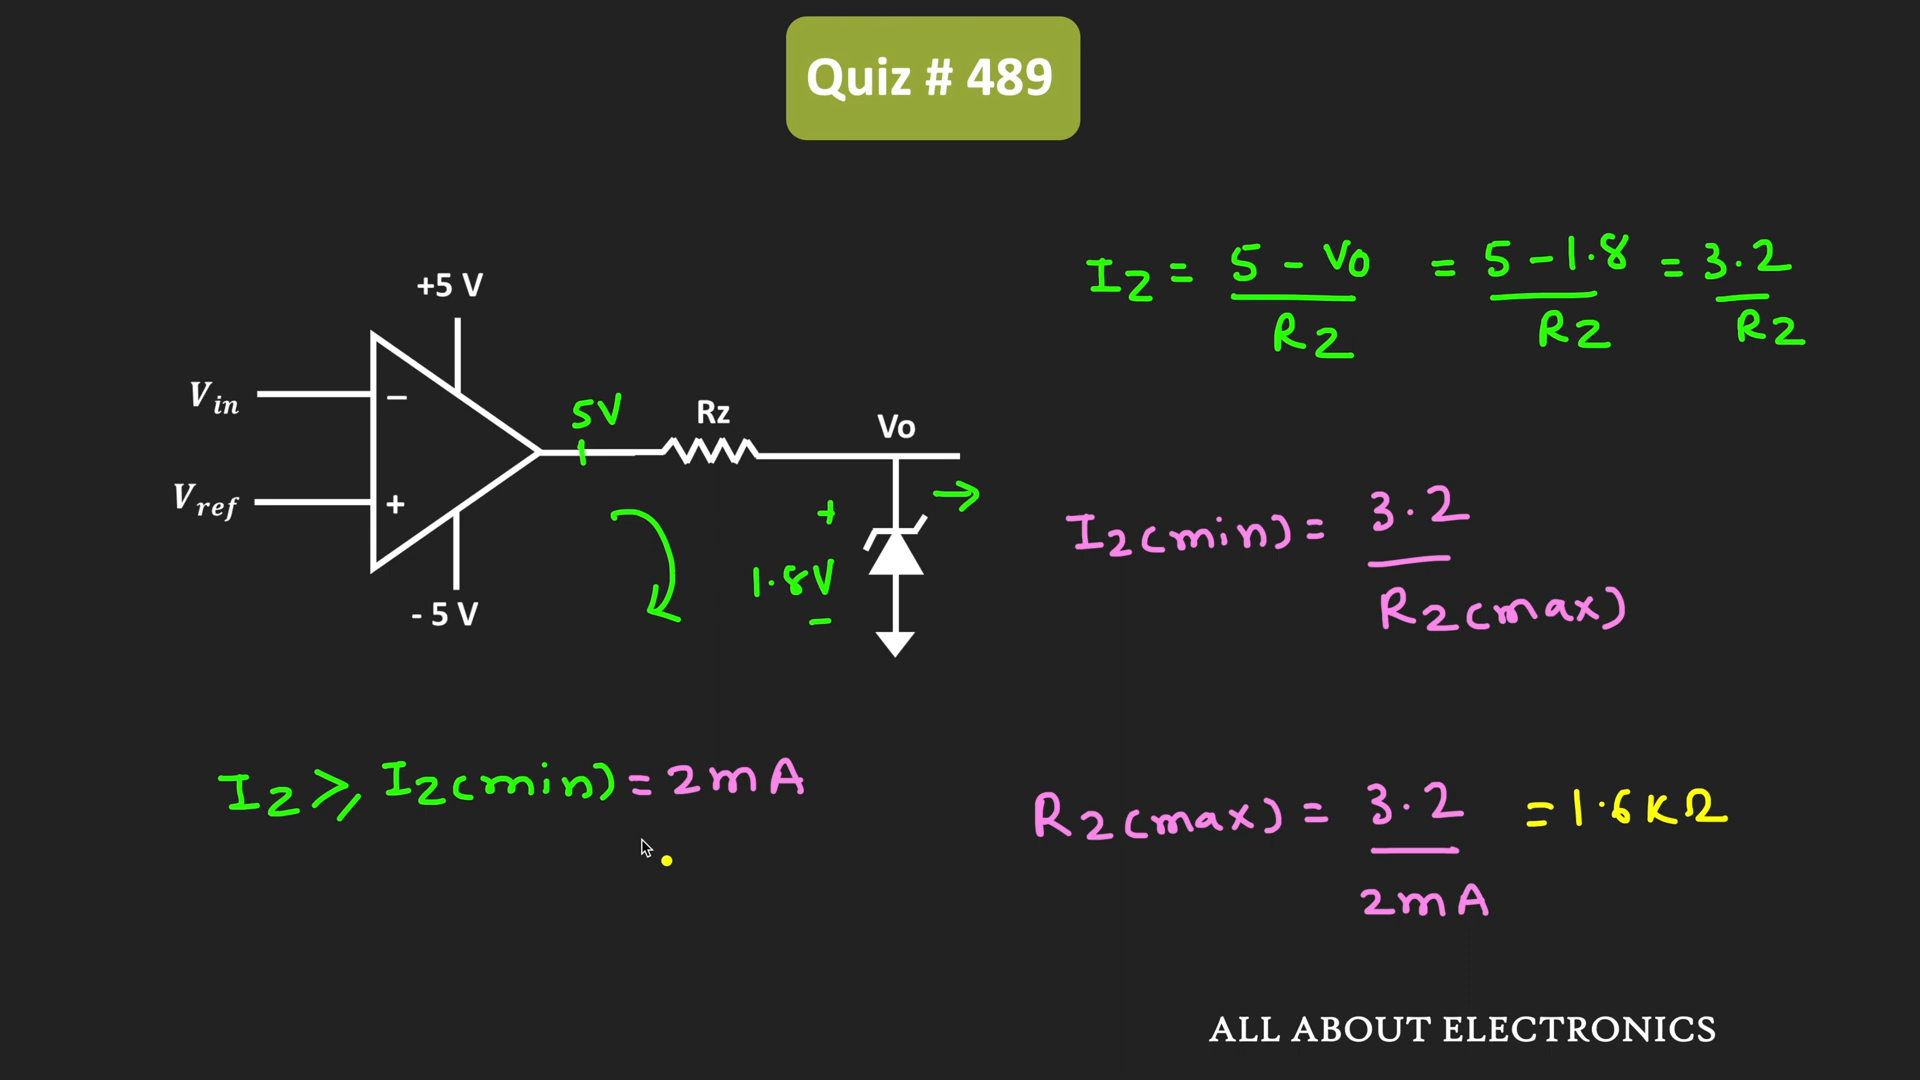 Quiz # 489
+5 V
Vin
−
Vref
+
- 5 V
5V
Rz
Vo
+
1.8V
−
Iz = 5 - Vo / Rz = 5 - 1.8 / Rz = 3.2 / Rz
Iz(min) = 3.2 / Rz(max)
Iz ≥ Iz(min) = 2mA
Rz(max) = 3.2 / 2mA = 1.6KΩ
ALL ABOUT ELECTRONICS